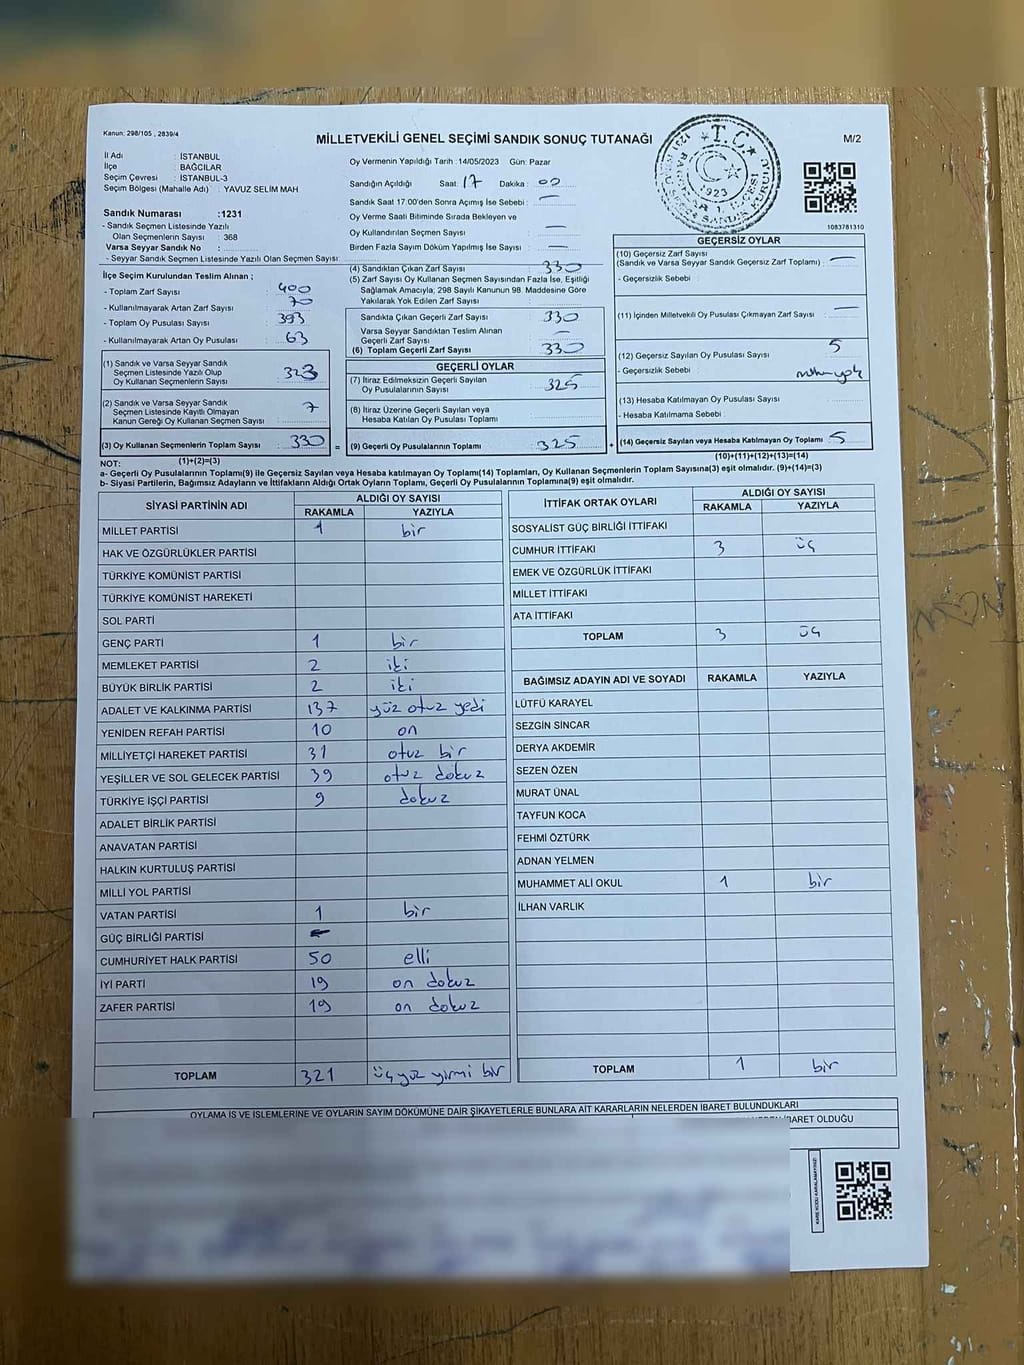 Kanun: 298/105 , 2839/4
MİLLETVEKİLİ GENEL SEÇİMİ SANDIK SONUÇ TUTANAĞI
M/2
İl Adı : İSTANBUL
İlçe : BAĞCILAR
Seçim Çevresi : İSTANBUL-3
Seçim Bölgesi (Mahalle Adı) : YAVUZ SELİM MAH
Sandık Numarası :1231
- Sandık Seçmen Listesinde Yazılı
Olan Seçmenlerin Sayısı : 368
Varsa Seyyar Sandık No :
- Seyyar Sandık Seçmen Listesinde Yazılı Olan Seçmen Sayısı:
Oy Vermenin Yapıldığı Tarih :14/05/2023 Gün: Pazar
Sandığın Açıldığı Saat: 17 Dakika : 00
Sandık Saat 17.00'den Sonra Açımış İse Sebebi : —
Oy Verme Saati Bitiminde Sırada Bekleyen ve
Oy Kullandırılan Seçmen Sayısı : —
Birden Fazla Sayım Döküm Yapılmış İse Sayısı : —
T.C.
1923
1083781310
İlçe Seçim Kurulundan Teslim Alınan ;
- Toplam Zarf Sayısı : 400
- Kullanılmayarak Artan Zarf Sayısı : 70
- Toplam Oy Pusulası Sayısı : 393
- Kullanılmayarak Artan Oy Pusulası : 63
(1) Sandık ve Varsa Seyyar Sandık
Seçmen Listesinde Yazılı Olup
Oy Kullanan Seçmenlerin Sayısı : 323
(2) Sandık ve Varsa Seyyar Sandık
Seçmen Listesinde Kayıtlı Olmayan
Kanun Gereği Oy Kullanan Seçmen Sayısı : 7
(3) Oy Kullanan Seçmenlerin Toplam Sayısı : 330
(1)+(2)=(3)
(4) Sandıktan Çıkan Zarf Sayısı : 330
(5) Zarf Sayısı Oy Kullanan Seçmen Sayısından Fazla İse, Eşitliği
Sağlamak Amacıyla; 298 Sayılı Kanunun 98. Maddesine Göre
Yakılarak Yok Edilen Zarf Sayısı :
Sandıkta Çıkan Geçerli Zarf Sayısı : 330
Varsa Seyyar Sandıktan Teslim Alınan
Geçerli Zarf Sayısı : —
(6) Toplam Geçerli Zarf Sayısı : 330
GEÇERLİ OYLAR
(7) İtiraz Edilmeksizin Geçerli Sayılan
Oy Pusulalarının Sayısı : 325
(8) İtiraz Üzerine Geçerli Sayılan veya
Hesaba Katılan Oy Pusulası Toplamı :
= (9) Geçerli Oy Pusulalarının Toplamı : 325 +
GEÇERSİZ OYLAR
(10) Geçersiz Zarf Sayısı
(Sandık ve Varsa Seyyar Sandık Geçersiz Zarf Toplamı) : —
- Geçersizlik Sebebi :
(11) İçinden Milletvekili Oy Pusulası Çıkmayan Zarf Sayısı : —
(12) Geçersiz Sayılan Oy Pusulası Sayısı : 5
- Geçersizlik Sebebi :
(13) Hesaba Katılmayan Oy Pusulası Sayısı :
- Hesaba Katılmama Sebebi :
(14) Geçersiz Sayılan veya Hesaba Katılmayan Oy Toplamı : 5
(10)+(11)+(12)+(13)=(14)
NOT:
a- Geçerli Oy Pusulalarının Toplamı(9) ile Geçersiz Sayılan veya Hesaba katılmayan Oy Toplamı(14) Toplamları, Oy Kullanan Seçmenlerin Toplam Sayısına(3) eşit olmalıdır. (9)+(14)=(3)
b- Siyasi Partilerin, Bağımsız Adayların ve İttifakların Aldığı Ortak Oyların Toplamı, Geçerli Oy Pusulalarının Toplamına(9) eşit olmalıdır.
SİYASİ PARTİNİN ADI ALDIĞI OY SAYISI
RAKAMLA YAZIYLA
MİLLET PARTİSİ 1 bir
HAK VE ÖZGÜRLÜKLER PARTİSİ
TÜRKİYE KOMÜNİST PARTİSİ
TÜRKİYE KOMÜNİST HAREKETİ
SOL PARTİ
GENÇ PARTİ 1 bir
MEMLEKET PARTİSİ 2 iki
BÜYÜK BİRLİK PARTİSİ 2 iki
ADALET VE KALKINMA PARTİSİ 137 yüz otuz yedi
YENİDEN REFAH PARTİSİ 10 on
MİLLİYETÇİ HAREKET PARTİSİ 31 otuz bir
YEŞİLLER VE SOL GELECEK PARTİSİ 39 otuz dokuz
TÜRKİYE İŞÇİ PARTİSİ 9 dokuz
ADALET BİRLİK PARTİSİ
ANAVATAN PARTİSİ
HALKIN KURTULUŞ PARTİSİ
MİLLİ YOL PARTİSİ
VATAN PARTİSİ 1 bir
GÜÇ BİRLİĞİ PARTİSİ
CUMHURİYET HALK PARTİSİ 50 elli
İYİ PARTİ 19 on dokuz
ZAFER PARTİSİ 19 on dokuz
TOPLAM 321 üçyüz yirmi bir
İTTİFAK ORTAK OYLARI ALDIĞI OY SAYISI
RAKAMLA YAZIYLA
SOSYALİST GÜÇ BİRLİĞİ İTTİFAKI
CUMHUR İTTİFAKI 3 üç
EMEK VE ÖZGÜRLÜK İTTİFAKI
MİLLET İTTİFAKI
ATA İTTİFAKI
TOPLAM 3 üç
BAĞIMSIZ ADAYIN ADI VE SOYADI RAKAMLA YAZIYLA
LÜTFÜ KARAYEL
SEZGİN SİNCAR
DERYA AKDEMİR
SEZEN ÖZEN
MURAT ÜNAL
TAYFUN KOCA
FEHMİ ÖZTÜRK
ADNAN YELMEN
MUHAMMET ALİ OKUL 1 bir
İLHAN VARLIK
TOPLAM 1 bir
OYLAMA İŞ VE İŞLEMLERİNE VE OYLARIN SAYIM DÖKÜMÜNE DAİR ŞİKAYETLERLE BUNLARA AİT KARARLARIN NELERDEN İBARET BULUNDUKLARI
İBARET OLDUĞU
KARE KODU KARALAMAYINIZ!